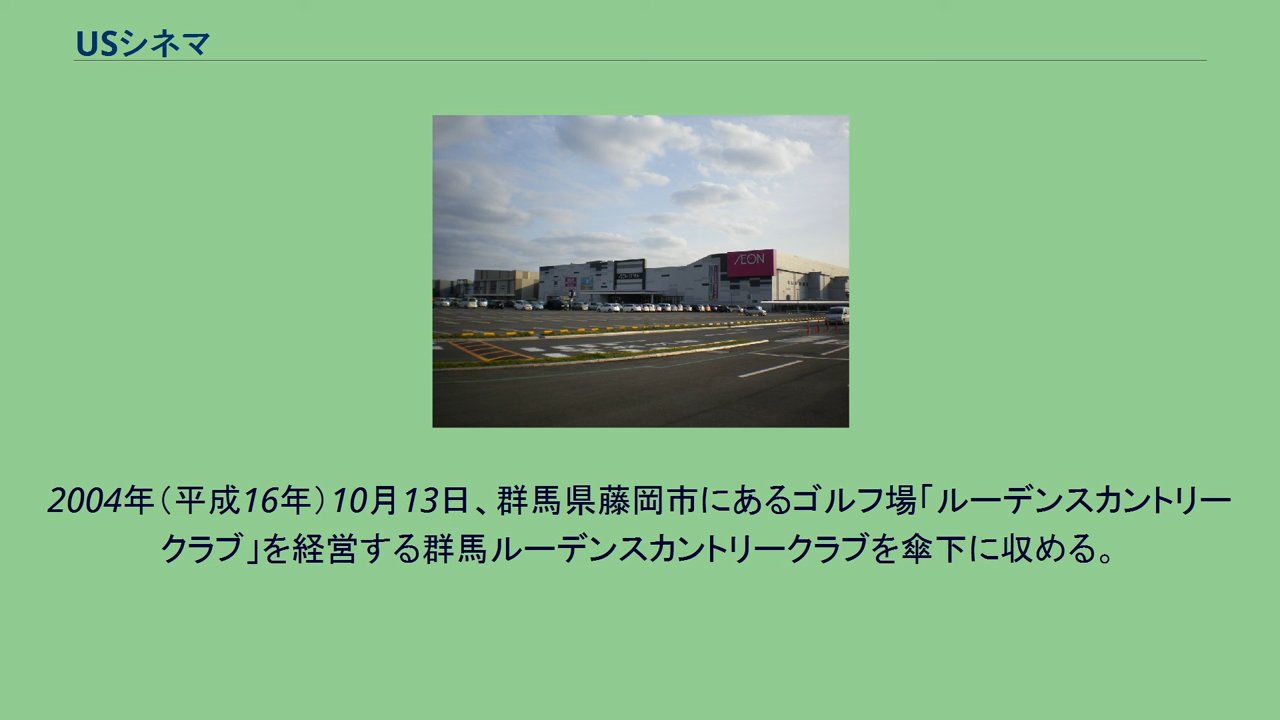 USシネマ
ÆON
2004年（平成16年）10月13日、群馬県藤岡市にあるゴルフ場「ルーデンスカントリー
クラブ」を経営する群馬ルーデンスカントリークラブを傘下に収める。